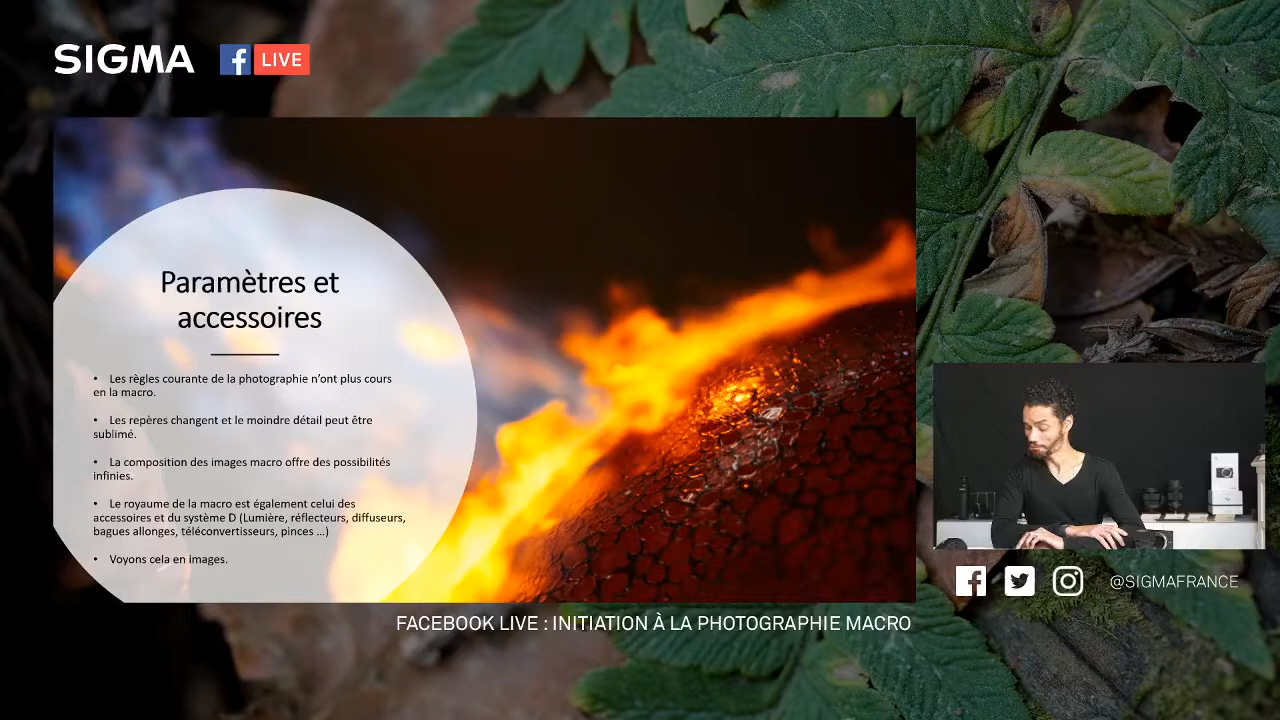 SIGMA
LIVE
Paramètres et
accessoires
• Les règles courante de la photographie n'ont plus cours
en la macro.
• Les repères changent et le moindre détail peut être
sublimé.
• La composition des images macro offre des possibilités
infinies.
• Le royaume de la macro est également celui des
accessoires et du système D (Lumière, réflecteurs, diffuseurs,
bagues allonges, téléconvertisseurs, pinces ...)
• Voyons cela en images.
@SIGMAFRANCE
FACEBOOK LIVE : INITIATION À LA PHOTOGRAPHIE MACRO